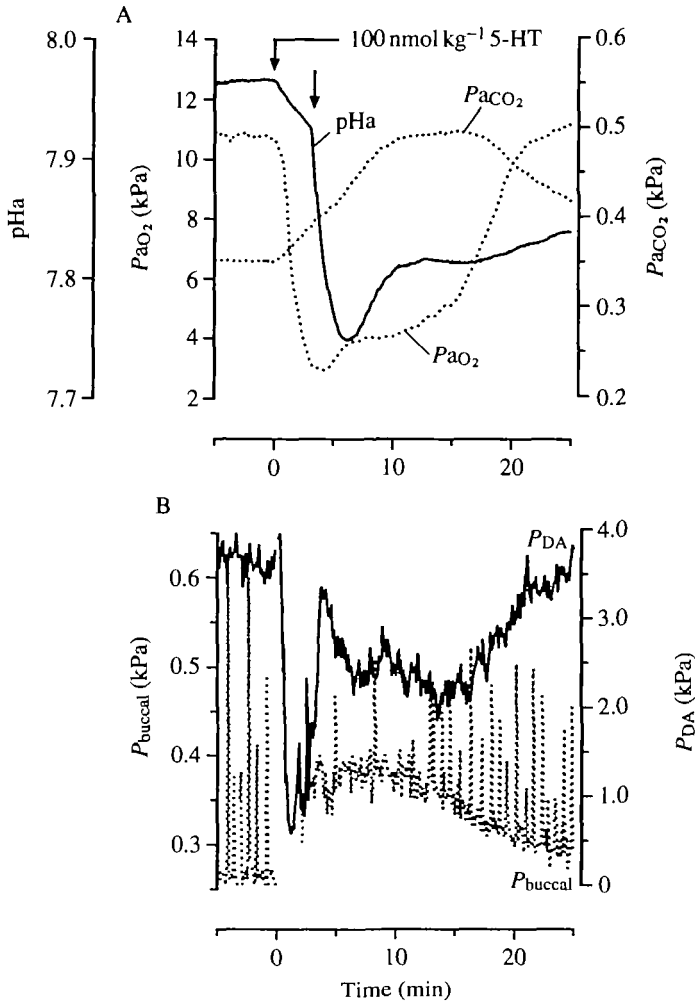 A
8.0
14
100 nmol kg⁻¹ 5-HT
0.6
12
PaCO₂
pHa
7.9
10
0.5
pHa
PaO₂ (kPa)
8
0.4
PaCO₂ (kPa)
7.8
6
0.3
4
PaO₂
7.7
2
0.2
0 10 20
B
4.0
PDA
0.6
3.0
Pbuccal (kPa)
0.5
2.0
PDA (kPa)
0.4
1.0
0.3
Pbuccal
0
0 10 20
Time (min)